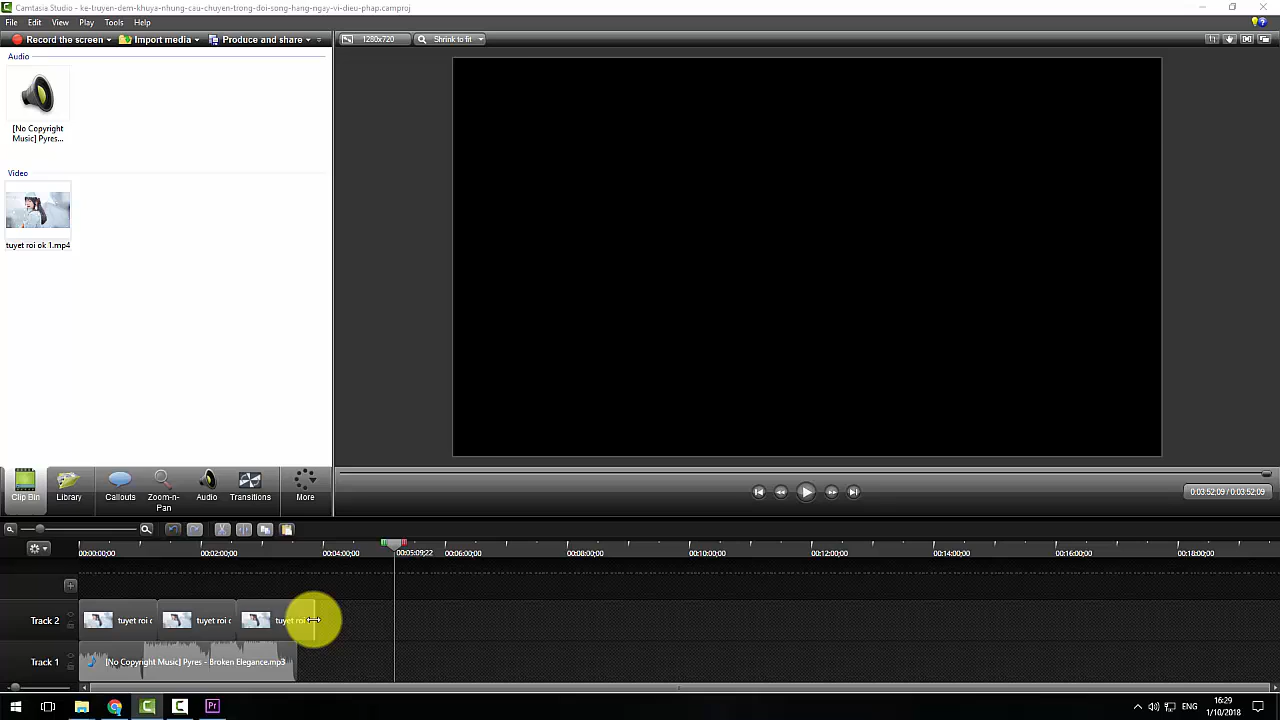 Camtasia Studio - ke-truyen-dem-khuya-nhung-cau-chuyen-trong-doi-song-hang-ngay-vi-dieu-phap.camproj
File Edit View Play Tools Help
Record the screen Import media Produce and share
1280x720 Shrink to fit
Audio
[No Copyright
Music] Pyres...
Video
tuyet roi ok 1.mp4
Clip Bin Library Callouts Zoom-n-
Pan Audio Transitions More
0:03:52;09 / 0:03:52;09
00:00:00;00 00:02:00;00 00:04:00;00 00:05:09;22 00:06:00;00 00:08:00;00 00:10:00;00 00:12:00;00 00:14:00;00 00:16:00;00 00:18:00;00
Track 2 tuyet roi c tuyet roi c tuyet roi
Track 1 [No Copyright Music] Pyres - Broken Elegance.mp3
Pr
ENG
16:29
1/10/2018